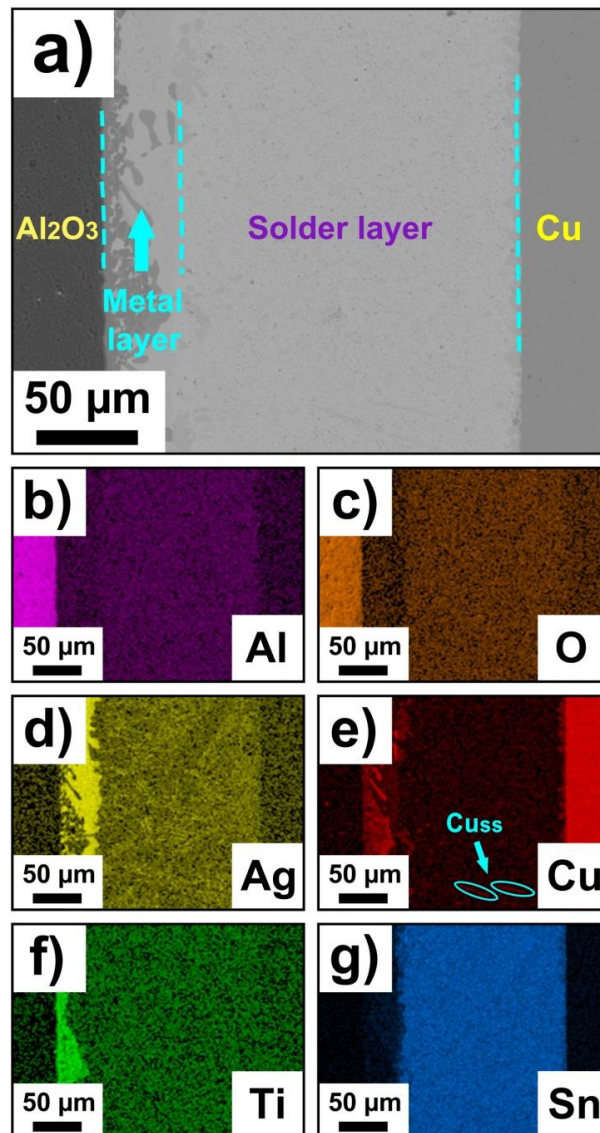 a)
Al₂O₃
Metal
layer
Solder layer
Cu
50 µm
b)
50 µm
Al
c)
50 µm
O
d)
50 µm
Ag
e)
Cuss
50 µm
Cu
f)
50 µm
Ti
g)
50 µm
Sn